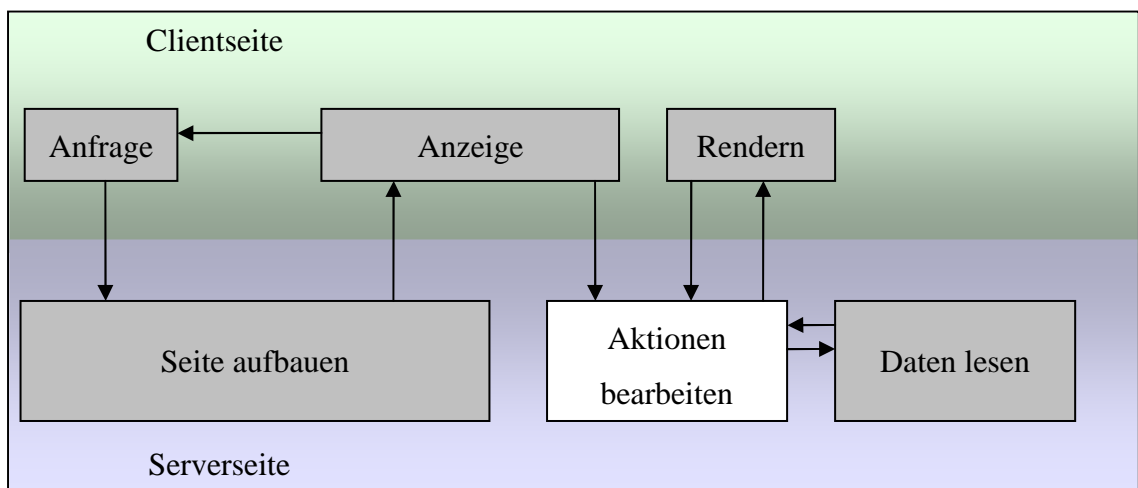 Clientseite
Anfrage
Anzeige
Rendern
Seite aufbauen
Aktionen
bearbeiten
Daten lesen
Serverseite